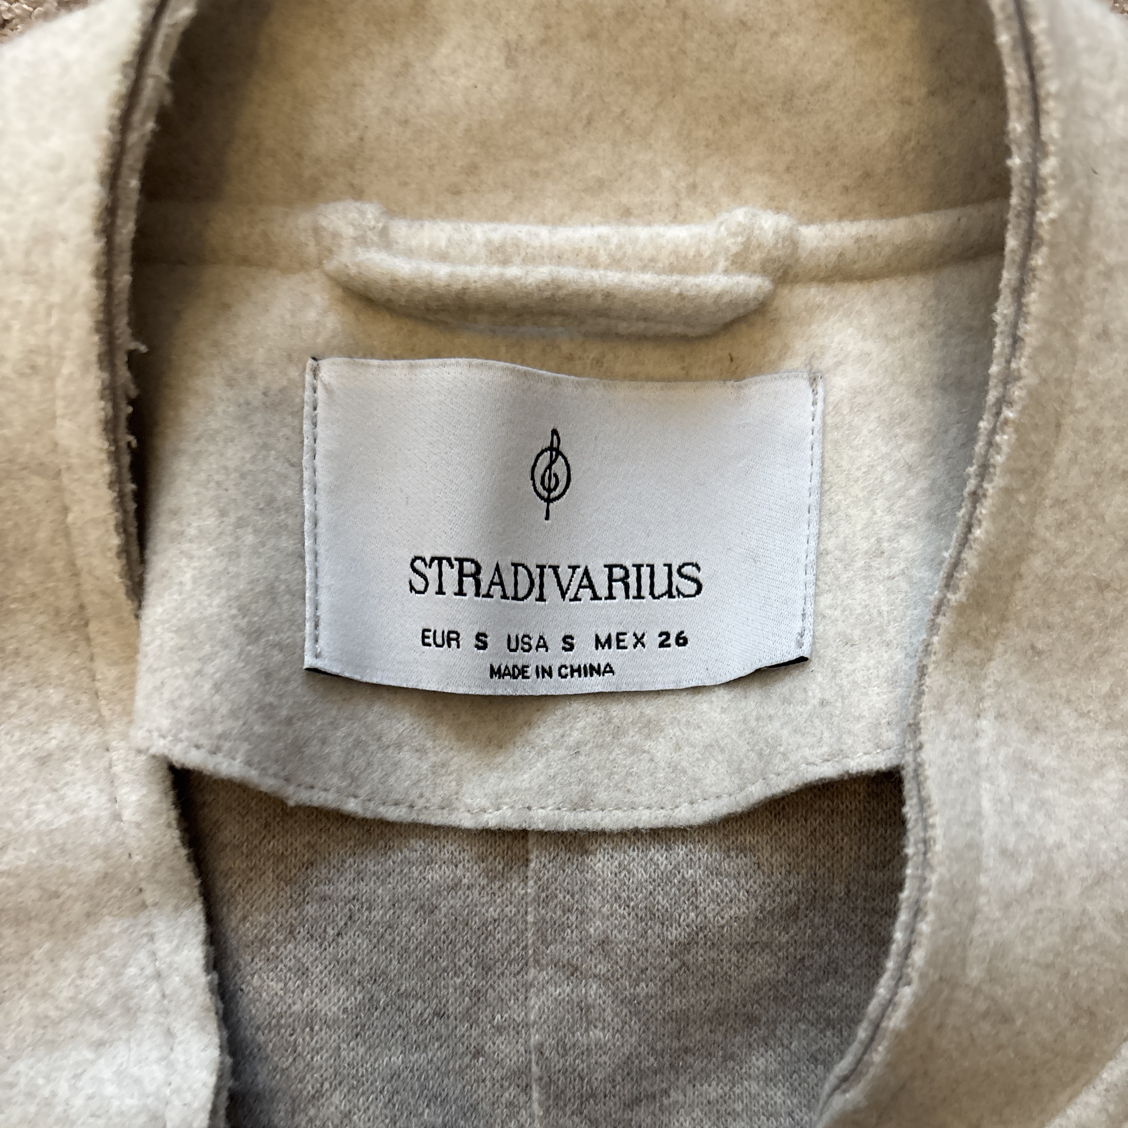 STRADIVARIUS
EUR S USA S MEX 26
MADE IN CHINA